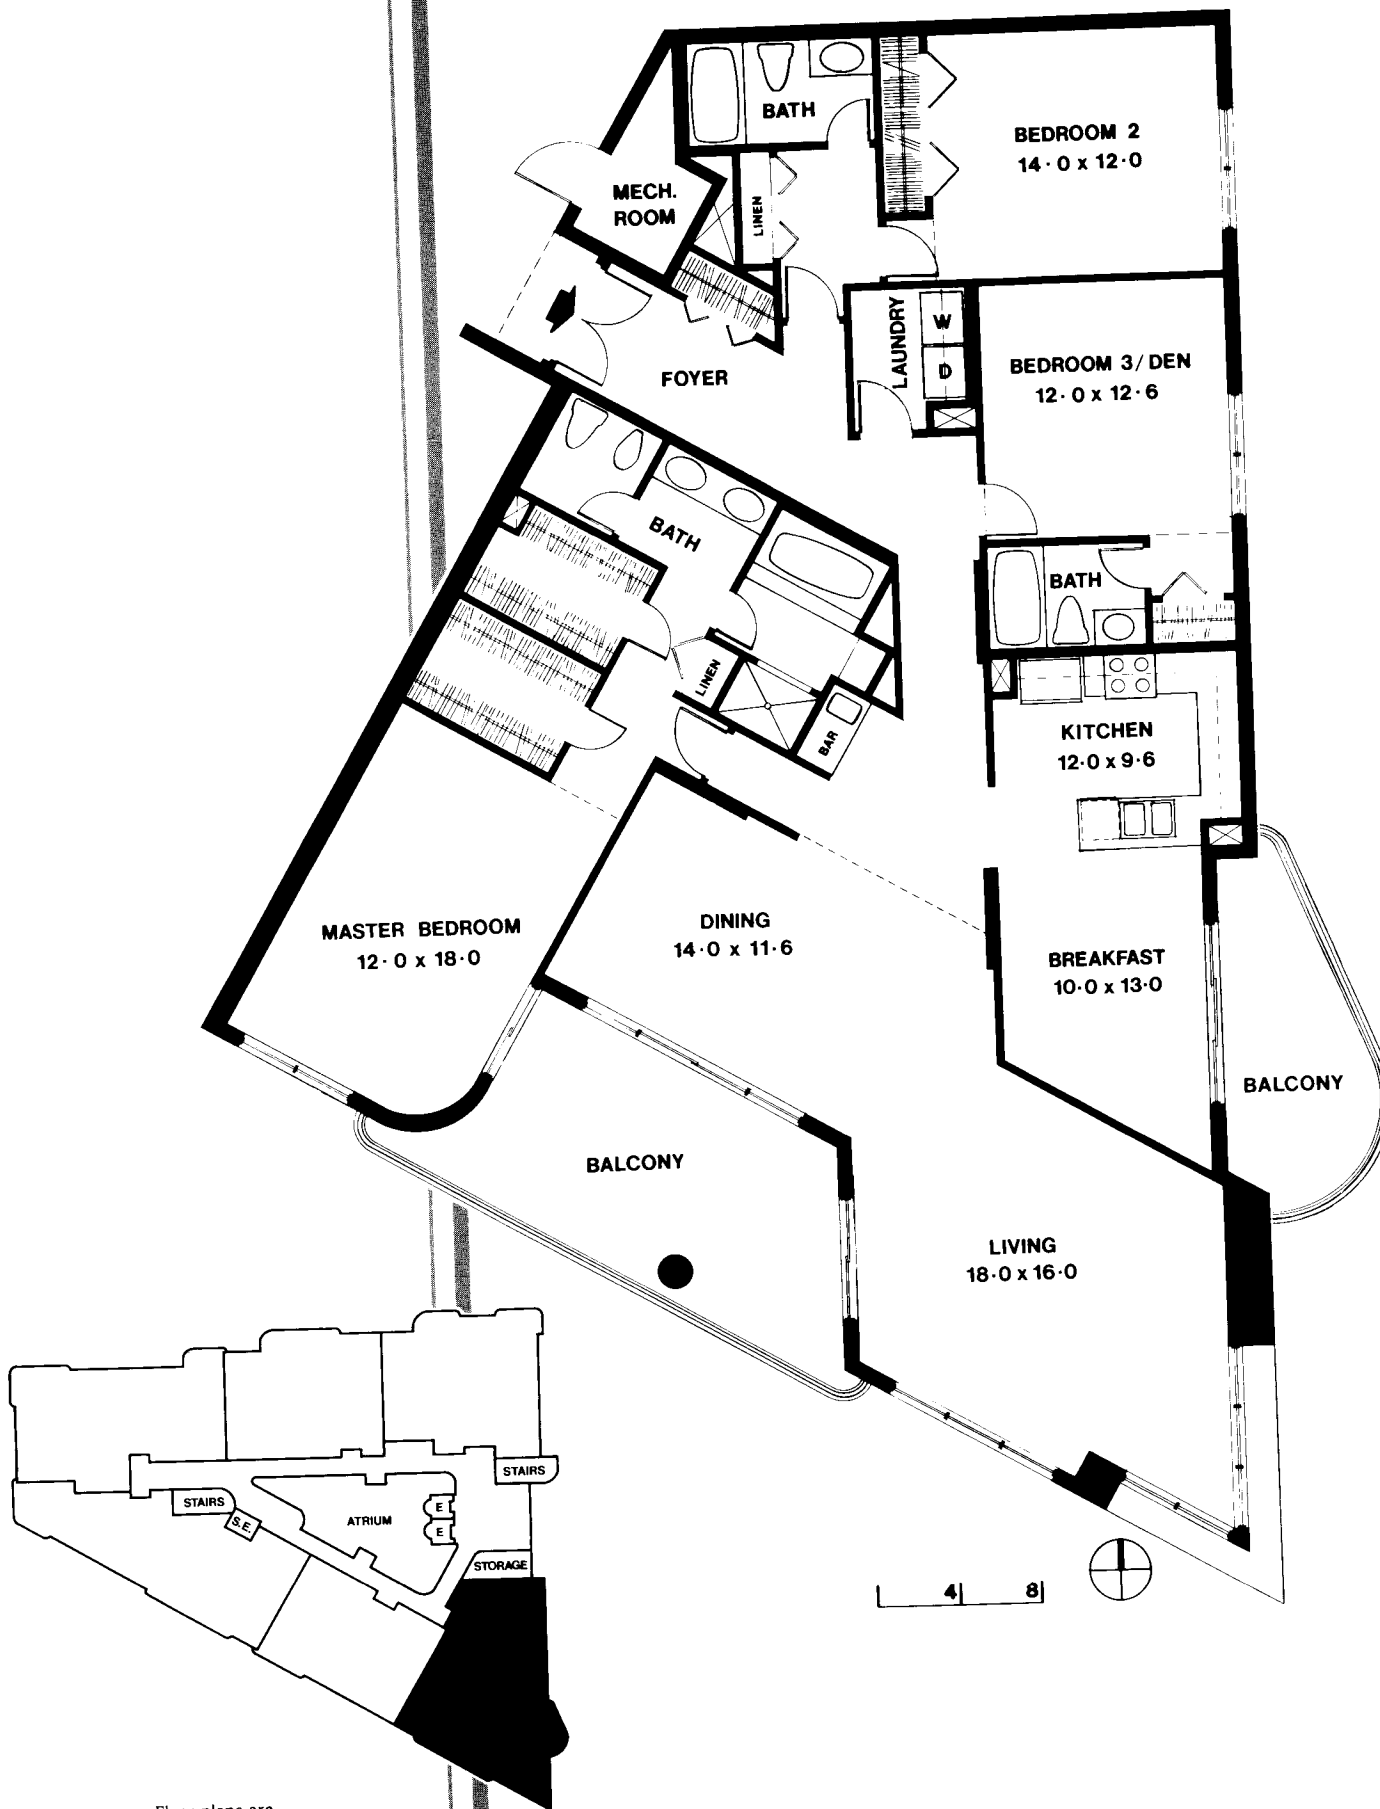 BATH
BEDROOM 2
14·0 x 12·0
MECH.
ROOM
LINEN
LAUNDRY
W
D
BEDROOM 3/DEN
12·0 x 12·6
FOYER
BATH
BATH
LINEN
BAR
KITCHEN
12·0 x 9·6
MASTER BEDROOM
12·0 x 18·0
DINING
14·0 x 11·6
BREAKFAST
10·0 x 13·0
BALCONY
BALCONY
LIVING
18·0 x 16·0
STAIRS
STAIRS
S.E.
ATRIUM
E
E
STORAGE
4 8